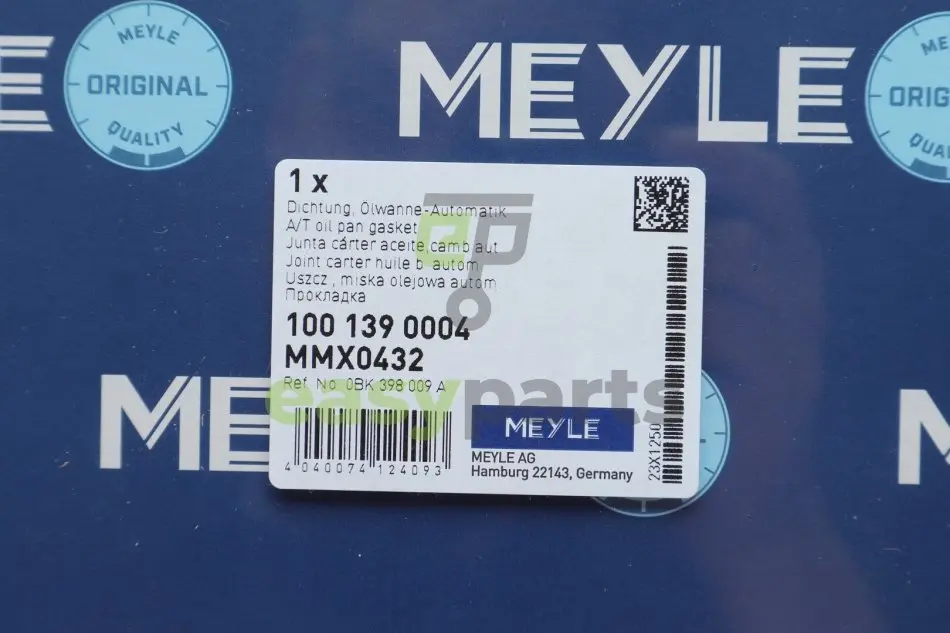 MEYLE
ORIGINAL
QUALITY
MEYLE
1 x
Dichtung, Ölwanne-Automatik
A/T oil pan gasket
Junta cárter aceite,camb aut
Joint carter huile b autom
Uszcz , miska olejowa autom
Прокладка
100 139 0004
MMX0432
Ref. No. 0BK 398 009 A
easyparts
MEYLE
4 040074 124093
MEYLE AG
Hamburg 22143, Germany
23X1250